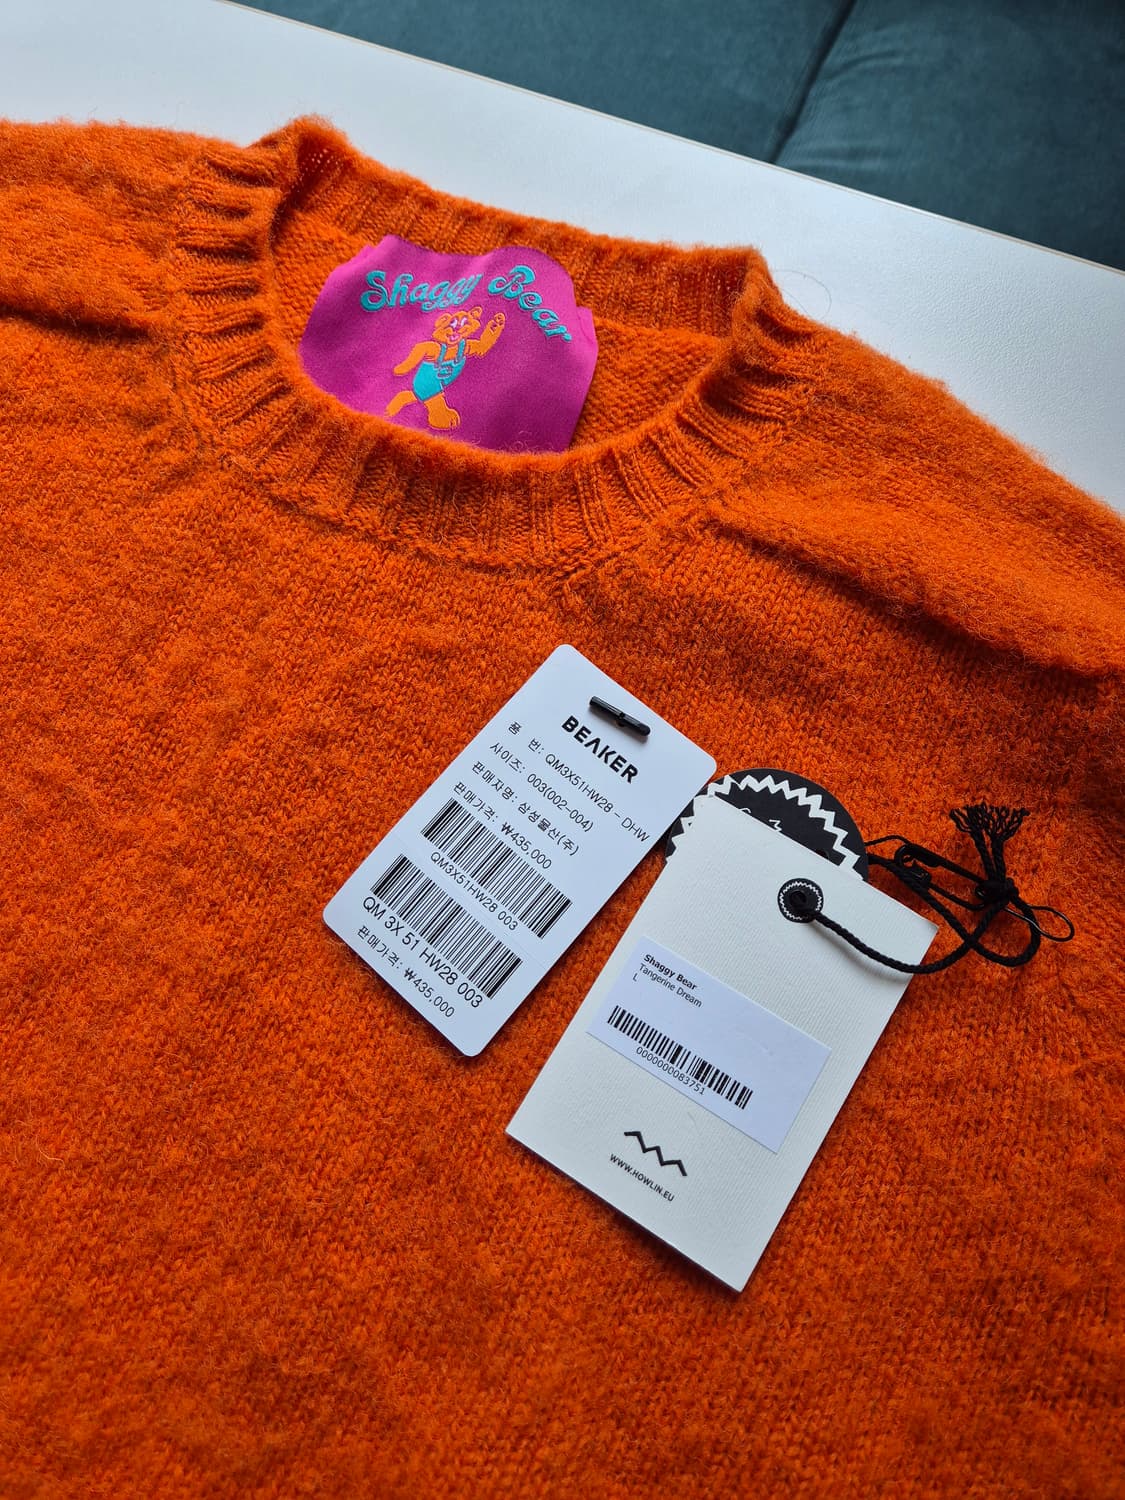 Shaggy Bear
BEAKER
품 번: QM3X51HW28 - DHW
사이즈: 003(002-004)
판매자명: 삼성물산(주)
판매가격: ₩435,000
QM3X51HW28 003
QM 3X 51 HW28 003
판매가격: ₩435,000
Shaggy Bear
Tangerine Dream
L
0000000083751
WWW.HOWLIN.EU